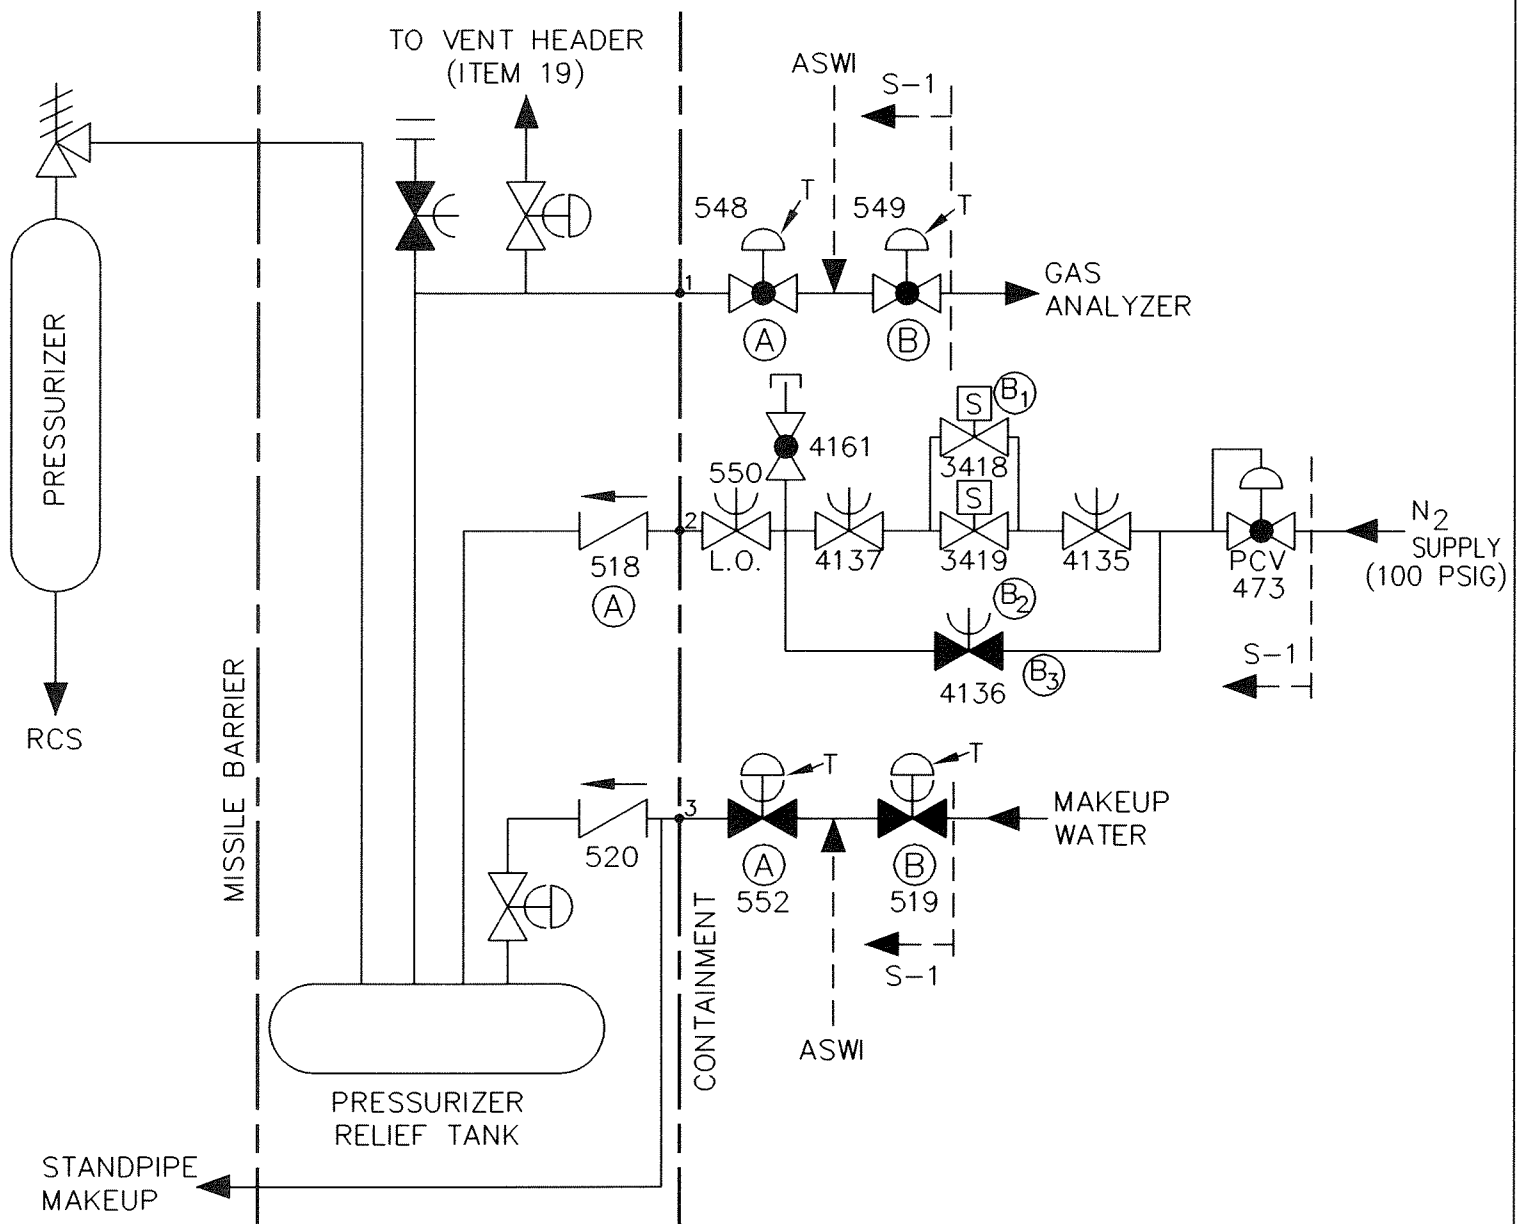 TO VENT HEADER
(ITEM 19)
ASWI
S-1
548
T
549
T
1
GAS
ANALYZER
A
B
PRESSURIZER
S
B1
4161
3418
550
S
2
N2
SUPPLY
(100 PSIG)
518
L.O.
4137
3419
4135
PCV
473
A
B2
S-1
B3
4136
RCS
MISSILE BARRIER
T
T
3
MAKEUP
WATER
520
A
B
552
519
CONTAINMENT
S-1
ASWI
PRESSURIZER
RELIEF TANK
STANDPIPE
MAKEUP